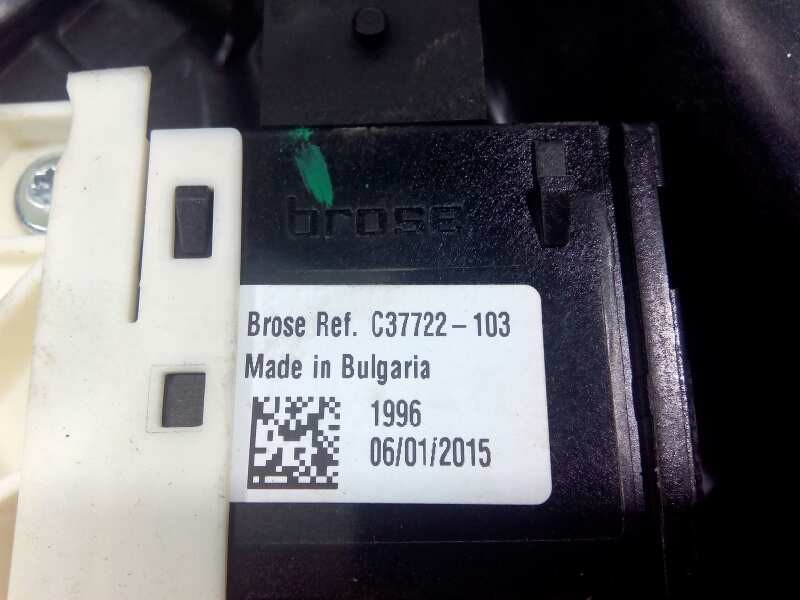 brose
Brose Ref. C37722-103
Made in Bulgaria
1996
06/01/2015